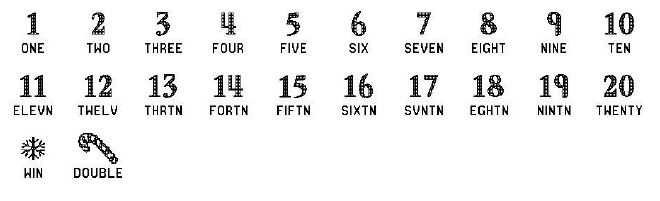 1 2 3 4 5 6 7 8 9 10
ONE TWO THREE FOUR FIVE SIX SEVEN EIGHT NINE TEN
11 12 13 14 15 16 17 18 19 20
ELEVN TWELV THRTN FORTN FIFTN SIXTN SVNTN EGHTN NINTN TWENTY
WIN DOUBLE